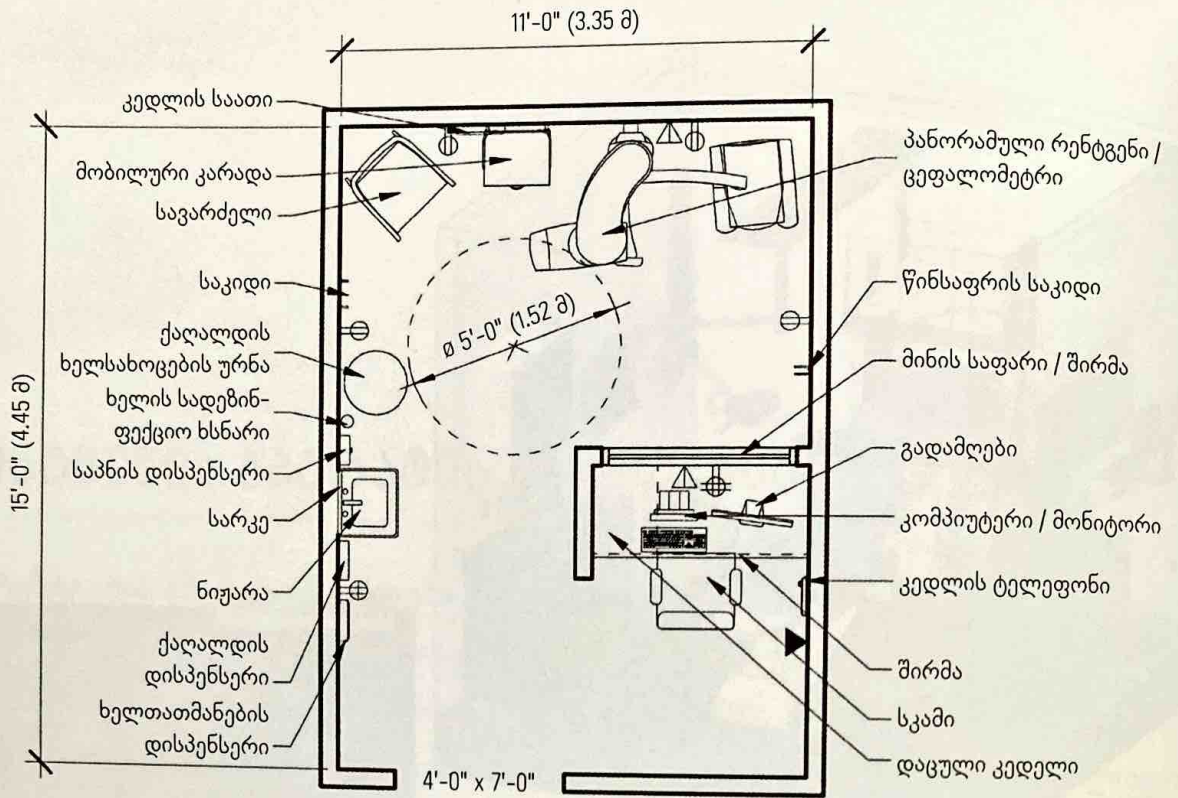 11'-0" (3.35 მ)
კედლის საათი
მობილური კარადა
სავარძელი
საკიდი
ქაღალდის
ხელსახოცების ურნა
ხელის სადეზინ-
ფექციო ხსნარი
საპნის დისპენსერი
სარკე
ნიჟარა
ქაღალდის
დისპენსერი
ხელთათმანების
დისპენსერი
15'-0" (4.45 მ)
ø 5'-0" (1.52 მ)
4'-0" x 7'-0"
პანორამული რენტგენი /
ცეფალომეტრი
წინსაფრის საკიდი
მინის საფარი / შირმა
გადამღები
კომპიუტერი / მონიტორი
კედლის ტელეფონი
შირმა
სკამი
დაცული კედელი